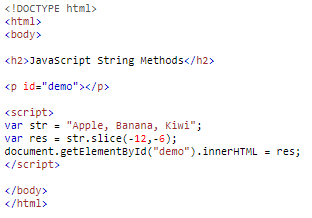 <!DOCTYPE html>
<html>
<body>
<h2>JavaScript String Methods</h2>
<p id="demo"></p>
<script>
var str = "Apple, Banana, Kiwi";
var res = str.slice(-12,-6);
document.getElementById("demo").innerHTML = res;
</script>
</body>
</html>